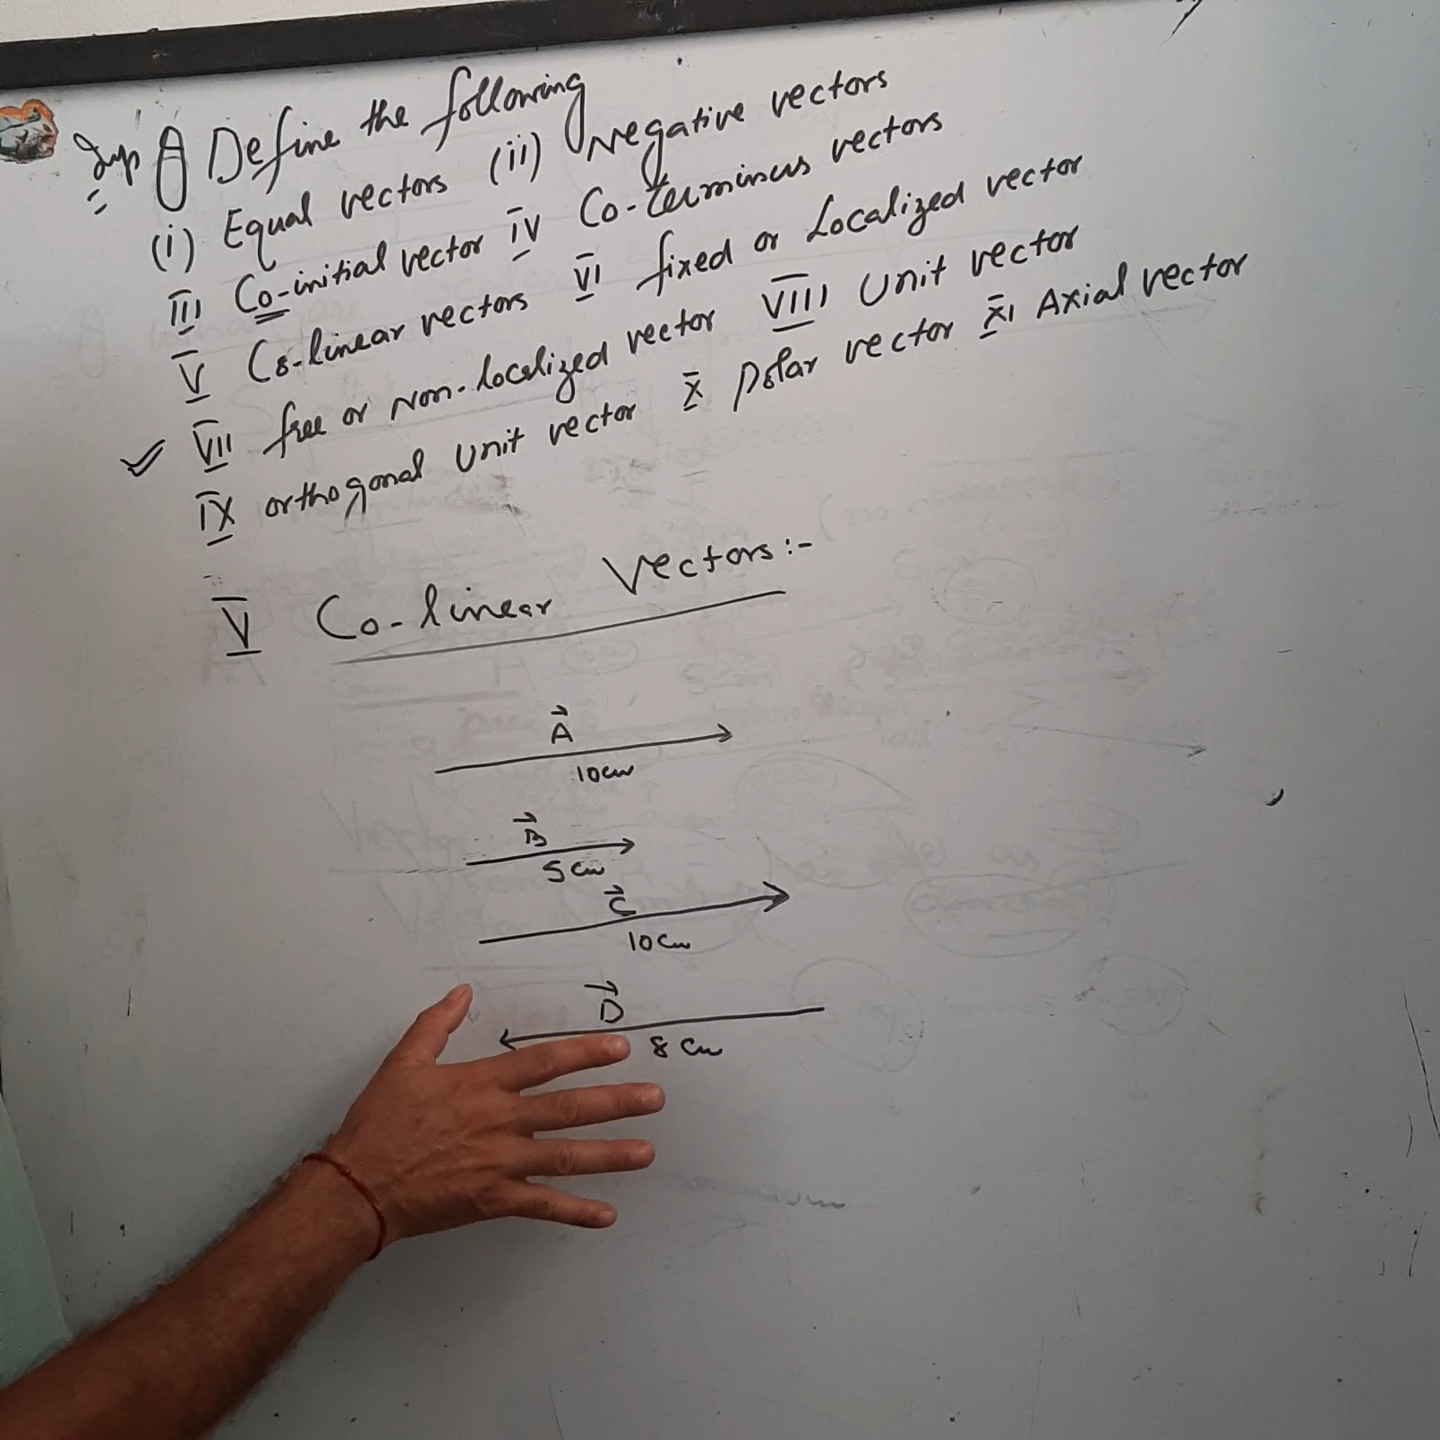 Imp Q Define the following
(i) Equal vectors (ii) Negative vectors
III Co-initial vector IV Co-terminus vectors
V Co-linear vectors VI fixed or Localized vector
VII free or Non-localized vector VIII Unit vector
IX orthogonal unit vector X polar vector XI Axial vector
V Co-linear Vectors:-
A
10cm
B
5cm
C
10cm
D
8cm